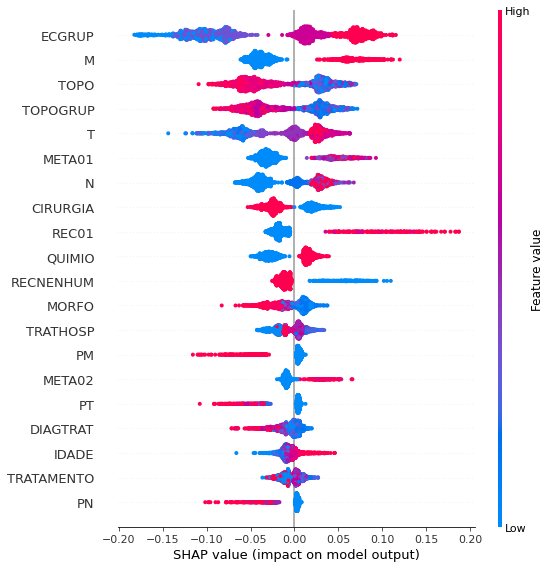 High
ECGRUP
M
TOPO
TOPOGRUP
T
META01
N
CIRURGIA
REC01
QUIMIO
RECNENHUM
MORFO
TRATHOSP
PM
META02
PT
DIAGTRAT
IDADE
TRATAMENTO
PN
Feature value
Low
−0.20 −0.15 −0.10 −0.05 0.00 0.05 0.10 0.15 0.20
SHAP value (impact on model output)